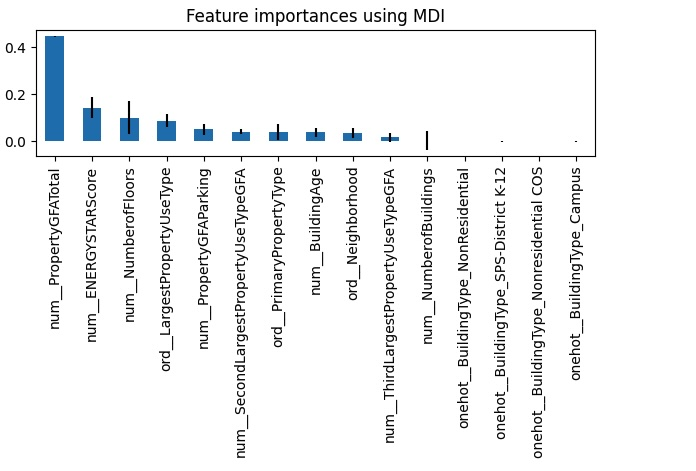 Feature importances using MDI
0.4
0.2
0.0
num__PropertyGFATotal
num__ENERGYSTARScore
num__NumberofFloors
ord__LargestPropertyUseType
num__PropertyGFAParking
num__SecondLargestPropertyUseTypeGFA
ord__PrimaryPropertyType
num__BuildingAge
ord__Neighborhood
num__ThirdLargestPropertyUseTypeGFA
num__NumberofBuildings
onehot__BuildingType_NonResidential
onehot__BuildingType_SPS-District K-12
onehot__BuildingType_Nonresidential COS
onehot__BuildingType_Campus